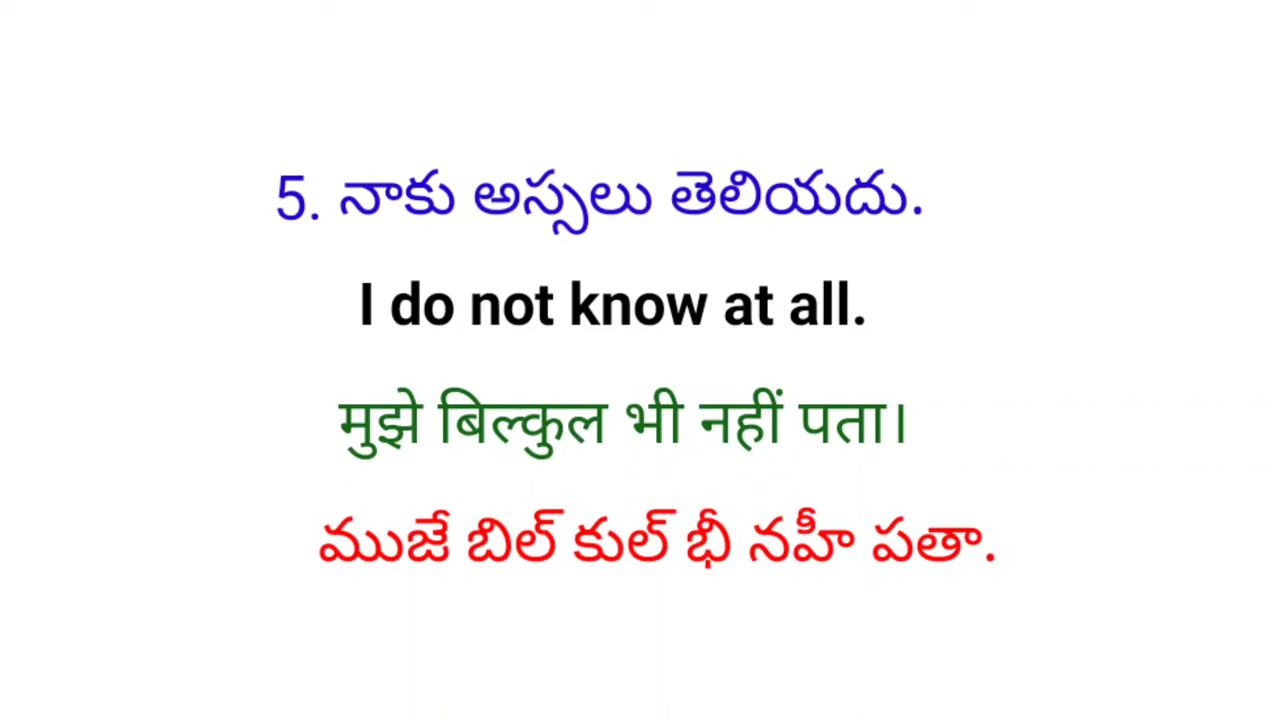 5. నాకు అస్సలు తెలియదు.
I do not know at all.
मुझे बिल्कुल भी नहीं पता।
ముజే బిల్ కుల్ భీ నహీ పతా.